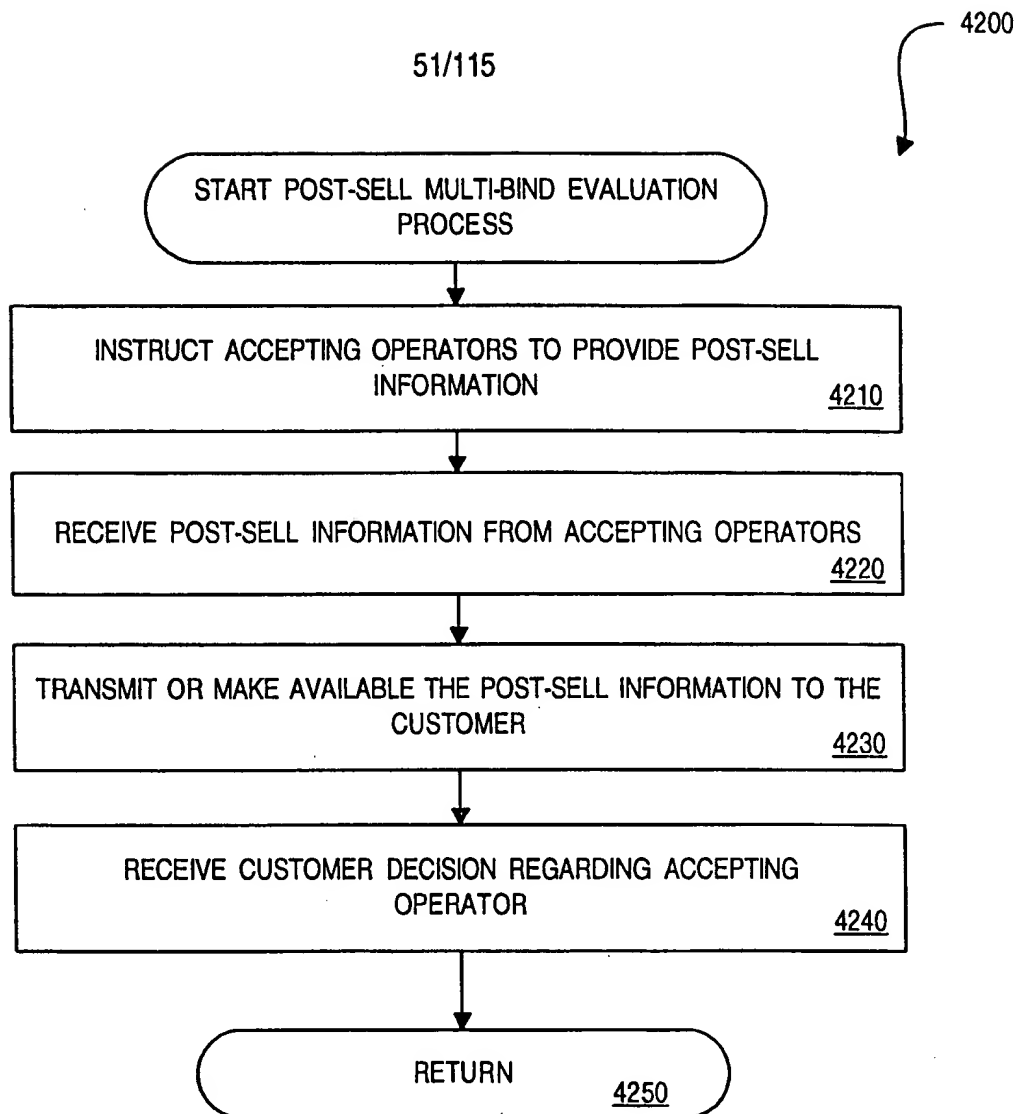 4200
51/115
START POST-SELL MULTI-BIND EVALUATION
PROCESS
INSTRUCT ACCEPTING OPERATORS TO PROVIDE POST-SELL
INFORMATION
4210
RECEIVE POST-SELL INFORMATION FROM ACCEPTING OPERATORS
4220
TRANSMIT OR MAKE AVAILABLE THE POST-SELL INFORMATION TO THE
CUSTOMER
4230
RECEIVE CUSTOMER DECISION REGARDING ACCEPTING
OPERATOR
4240
RETURN
4250